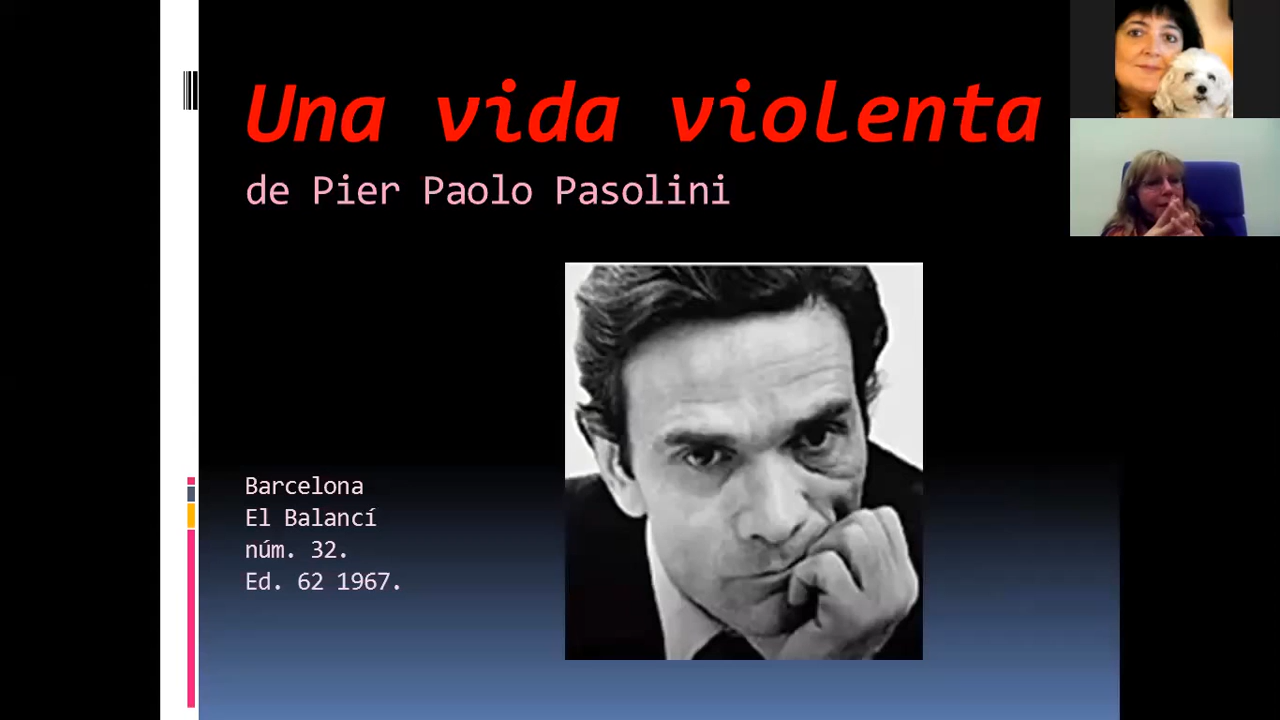 Una vida violenta
de Pier Paolo Pasolini
Barcelona
El Balancí
núm. 32.
Ed. 62 1967.